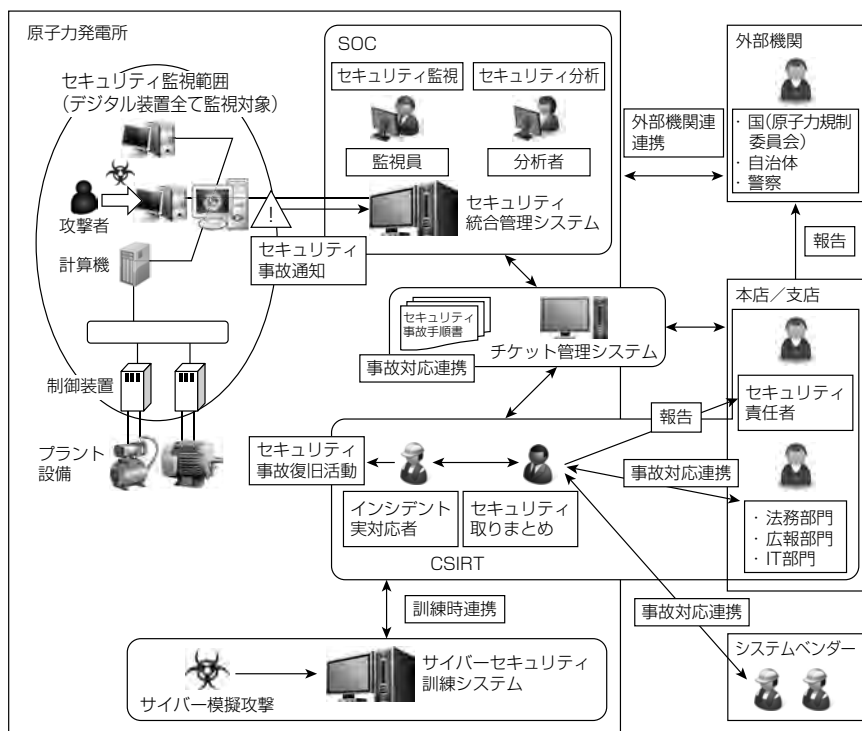 原子力発電所
セキュリティ監視範囲
（デジタル装置全て監視対象）
攻撃者
計算機
制御装置
プラント
設備
!
セキュリティ
事故通知
SOC
セキュリティ監視
セキュリティ分析
監視員
分析者
セキュリティ
統合管理システム
外部機関連
連携
外部機関
・国（原子力規制
委員会）
・自治体
・警察
報告
セキュリティ
事故手順書
チケット管理システム
事故対応連携
本店／支店
セキュリティ
責任者
報告
事故対応連携
・法務部門
・広報部門
・IT部門
セキュリティ
事故復旧活動
インシデント
実対応者
セキュリティ
取りまとめ
CSIRT
訓練時連携
事故対応連携
サイバー模擬攻撃
サイバーセキュリティ
訓練システム
システムベンダー